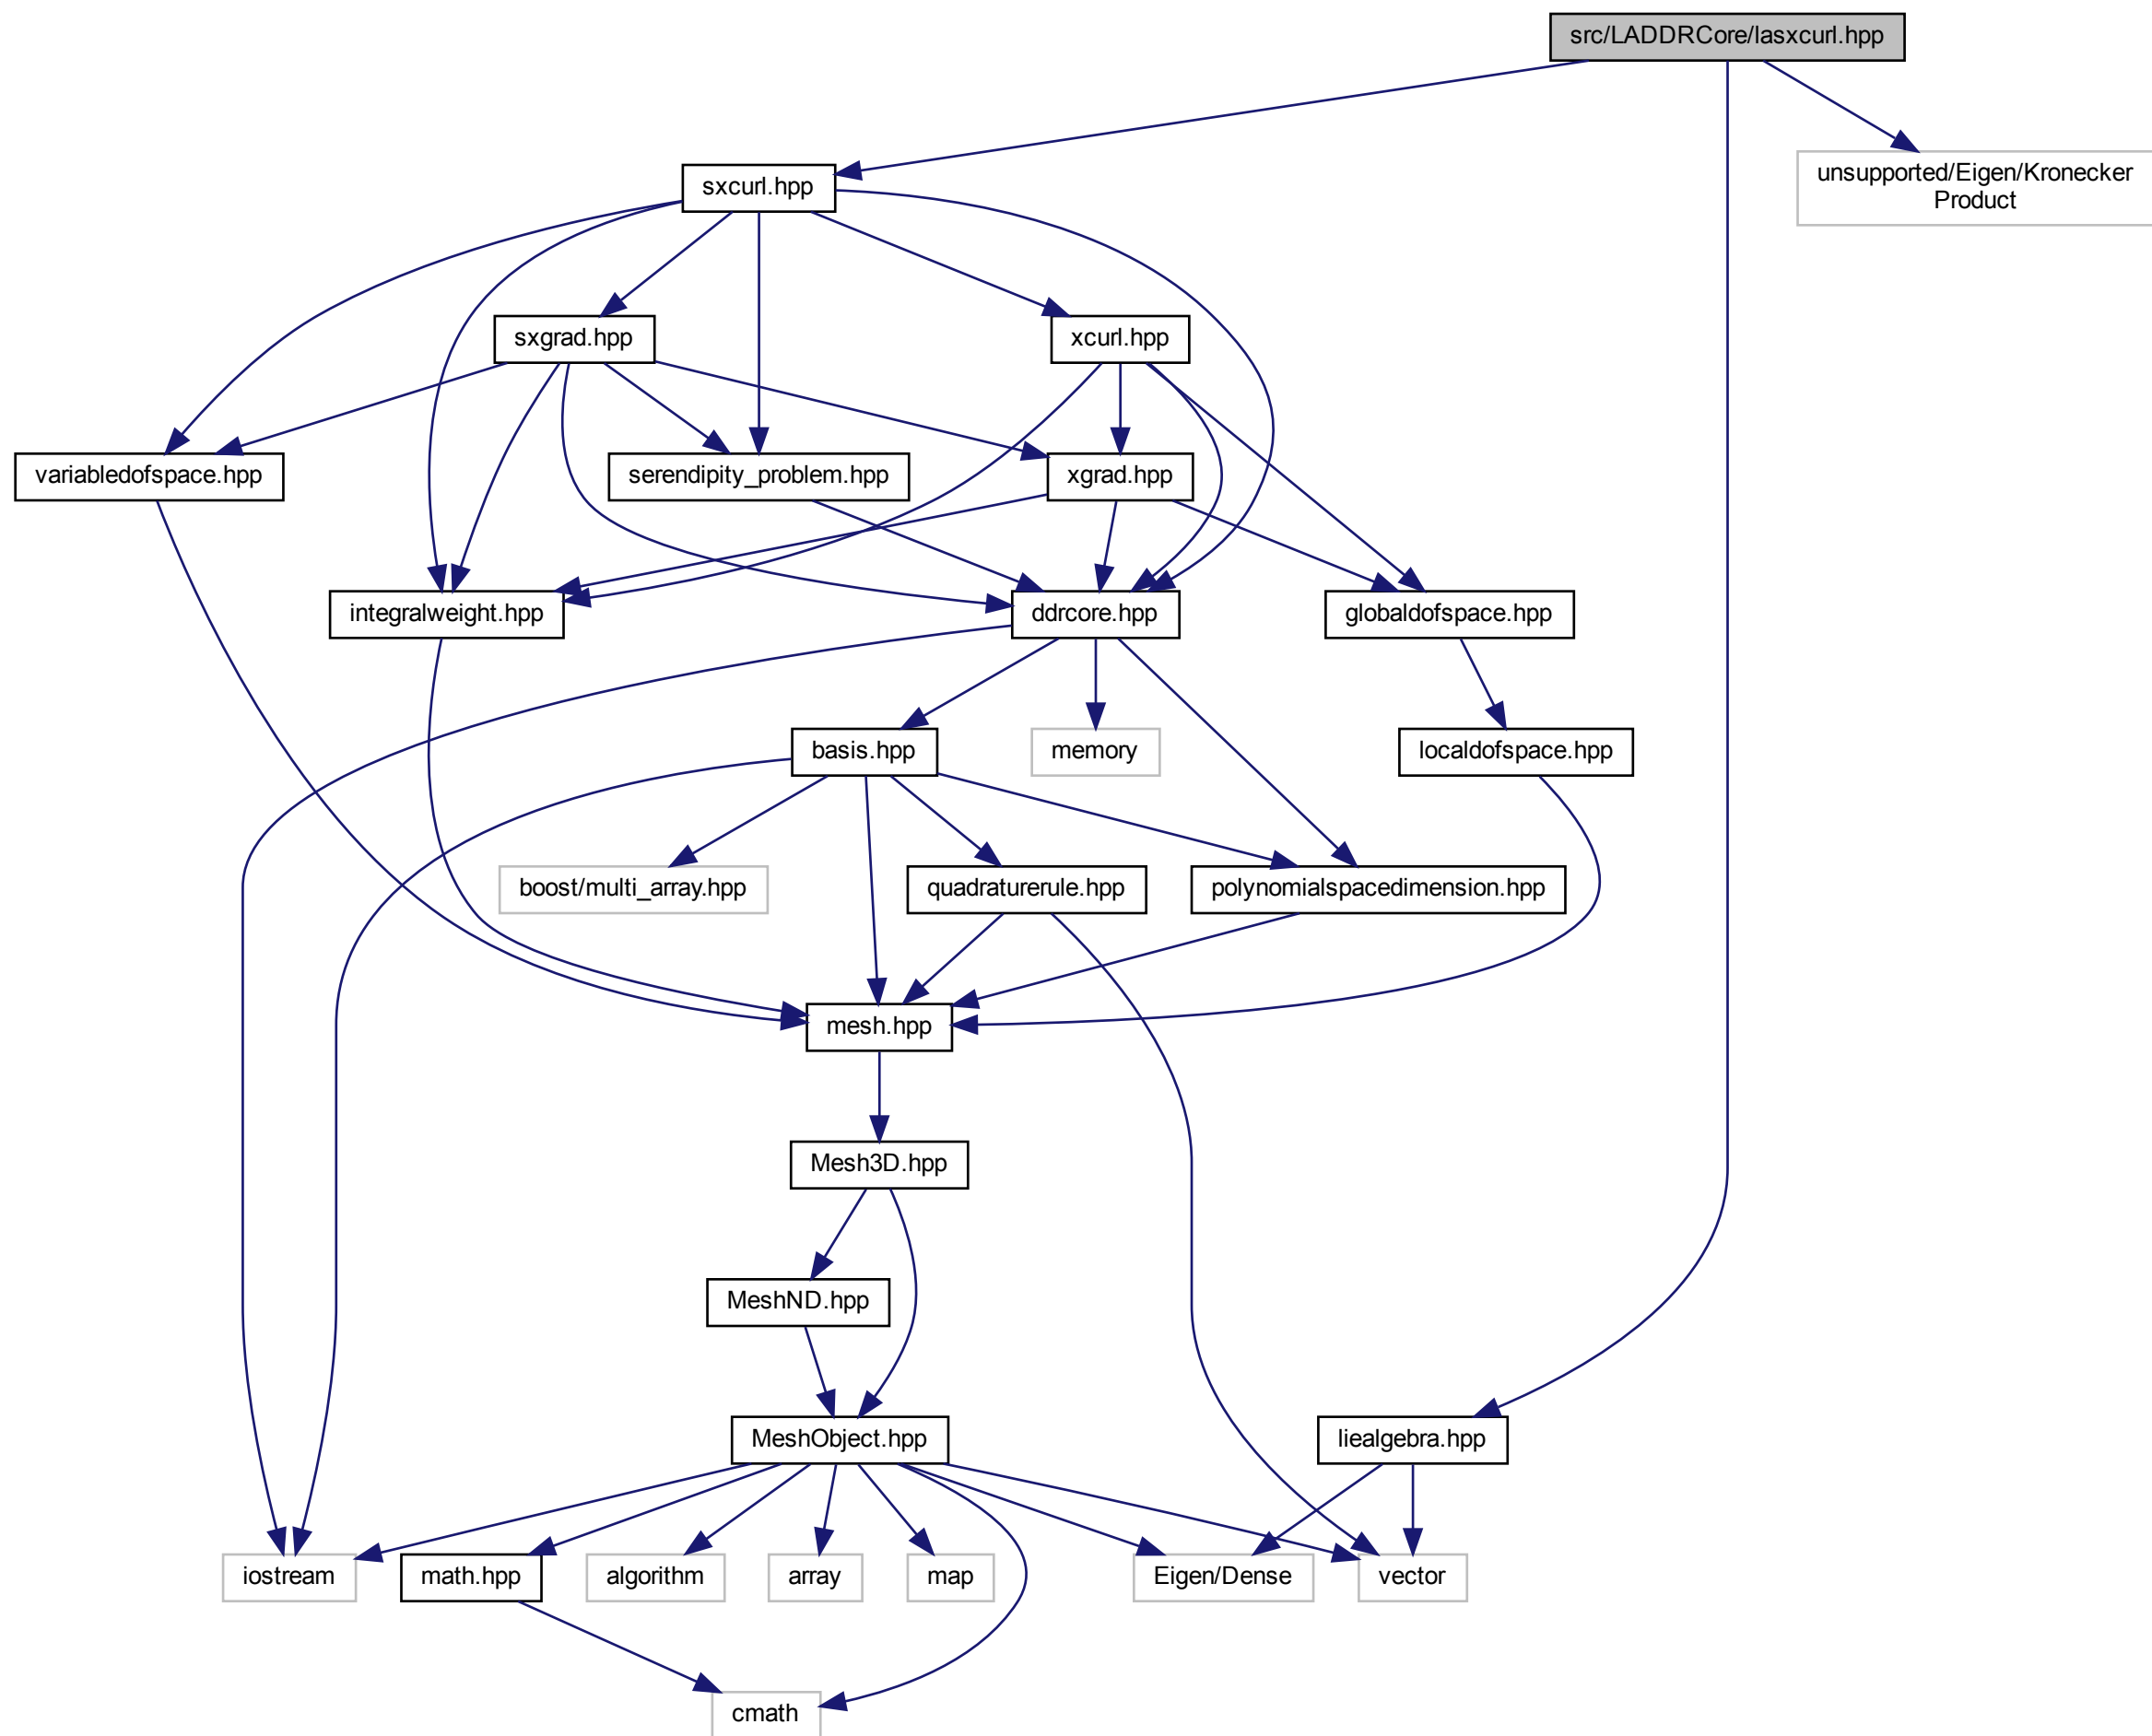 src/LADDRCore/lasxcurl.hpp
sxcurl.hpp
unsupported/Eigen/Kronecker
Product
sxgrad.hpp
xcurl.hpp
variabledofspace.hpp
serendipity_problem.hpp
xgrad.hpp
integralweight.hpp
ddrcore.hpp
globaldofspace.hpp
basis.hpp
memory
localdofspace.hpp
boost/multi_array.hpp
quadraturerule.hpp
polynomialspacedimension.hpp
mesh.hpp
Mesh3D.hpp
MeshND.hpp
MeshObject.hpp
liealgebra.hpp
iostream
math.hpp
algorithm
array
map
Eigen/Dense
vector
cmath